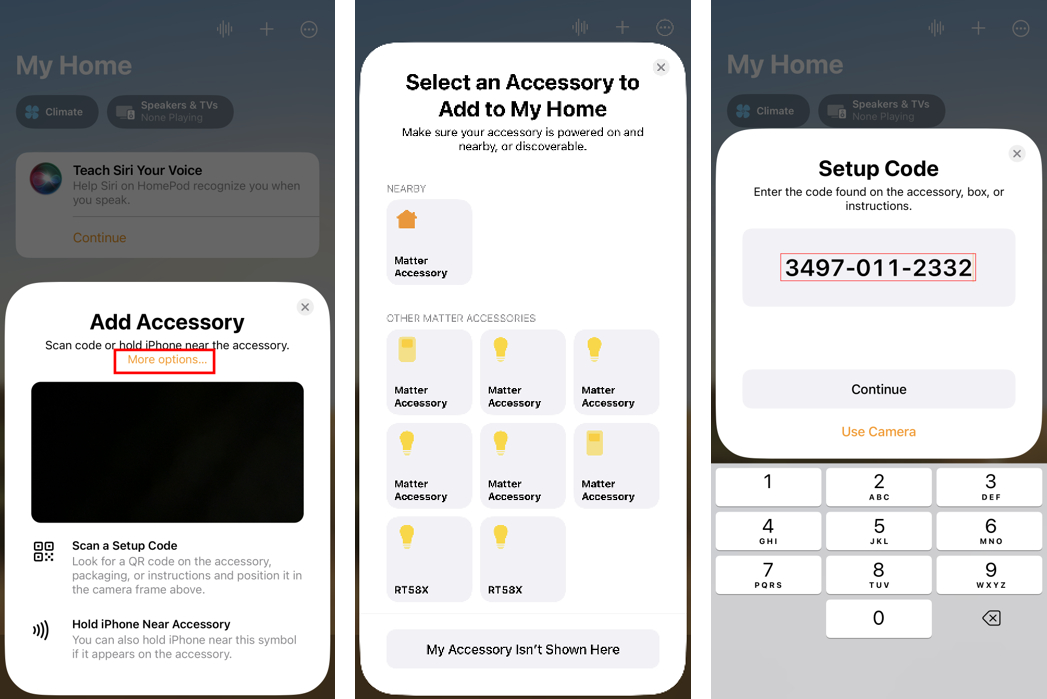 My Home
Climate
Speakers & TVs
None Playing
Teach Siri Your Voice
Help Siri on HomePod recognize you when
you speak.
Continue
Add Accessory
Scan code or hold iPhone near the accessory.
More options...
Scan a Setup Code
Look for a QR code on the accessory,
packaging, or instructions and position it in
the camera frame above.
Hold iPhone Near Accessory
You can also hold iPhone near this symbol
if it appears on the accessory.
Select an Accessory to
Add to My Home
Make sure your accessory is powered on and
nearby, or discoverable.
NEARBY
Matter
Accessory
OTHER MATTER ACCESSORIES
Matter
Accessory
Matter
Accessory
Matter
Accessory
Matter
Accessory
Matter
Accessory
Matter
Accessory
RT58X
RT58X
My Accessory Isn't Shown Here
My Home
Climate
Speakers & TVs
None Playing
Setup Code
Enter the code found on the accessory, box, or
instructions.
3497-011-2332
Continue
Use Camera
1
2
ABC
3
DEF
4
GHI
5
JKL
6
MNO
7
PQRS
8
TUV
9
WXYZ
0